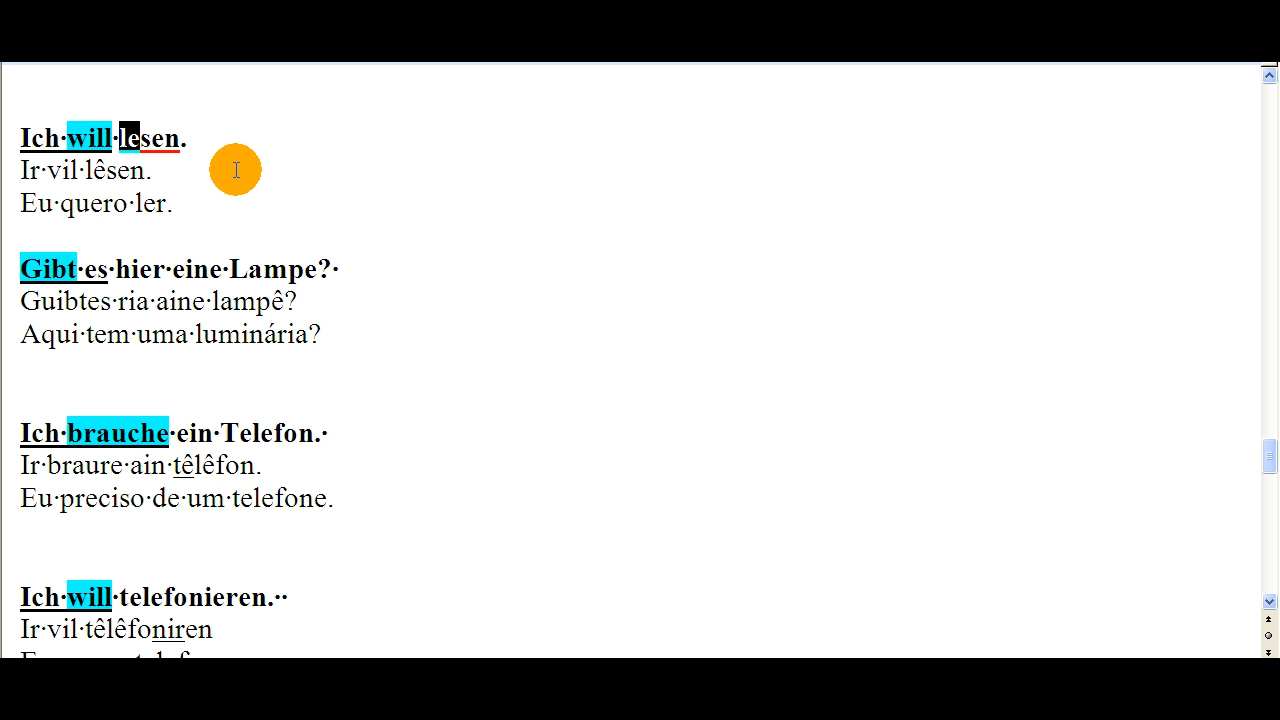 Ich·will·lesen.
Ir·vil·lêsen.
Eu·quero·ler.
Gibt·es·hier·eine·Lampe?·
Guibtes·ria·aine·lampê?
Aqui·tem·uma·luminária?
Ich·brauche·ein·Telefon.·
Ir·braure·ain·têlêfon.
Eu·preciso·de·um·telefone.
Ich·will·telefonieren.··
Ir·vil·têlêfoniren